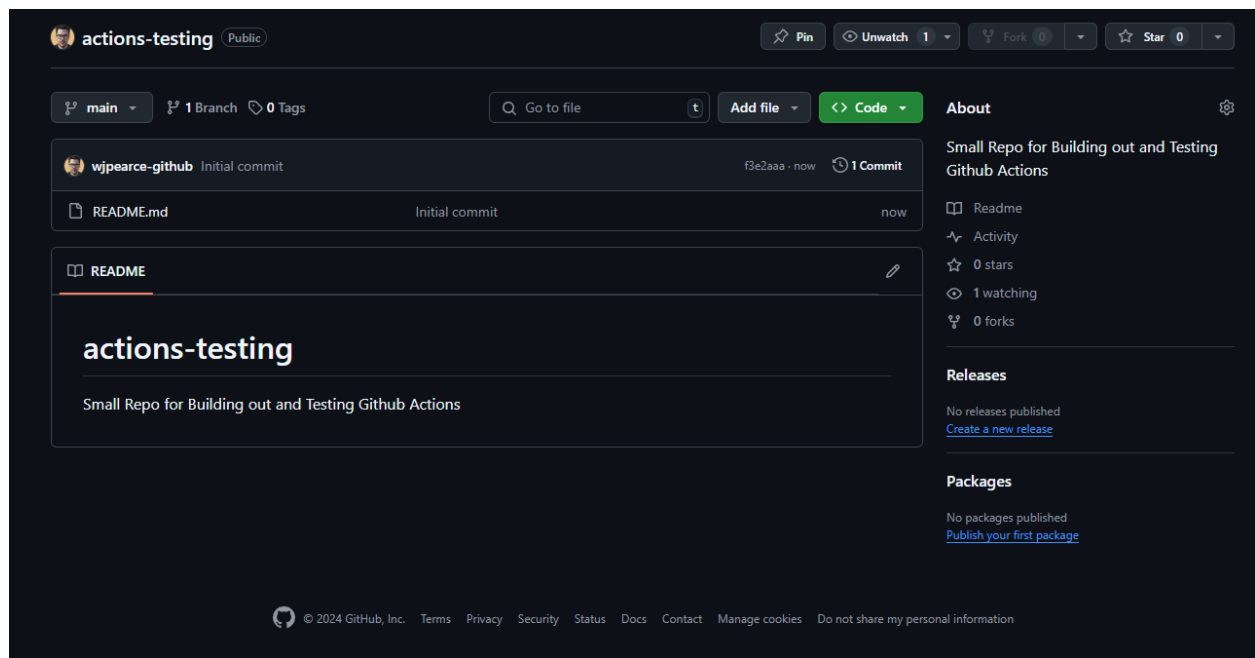 actions-testing Public
Pin Unwatch 1 Fork 0 Star 0
main 1 Branch 0 Tags Go to file t Add file Code
wjpearce-github Initial commit f3e2aaa · now 1 Commit
README.md Initial commit now
README
actions-testing
Small Repo for Building out and Testing Github Actions
About
Small Repo for Building out and Testing
Github Actions
Readme
Activity
0 stars
1 watching
0 forks
Releases
No releases published
Create a new release
Packages
No packages published
Publish your first package
© 2024 GitHub, Inc. Terms Privacy Security Status Docs Contact Manage cookies Do not share my personal information